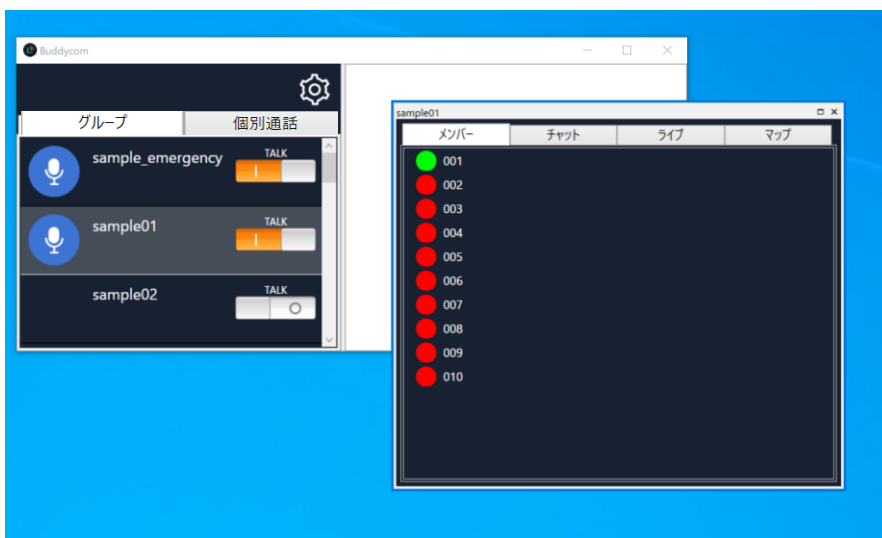 Buddycom
グループ
個別通話
sample_emergency
TALK
sample01
TALK
sample02
TALK
sample01
メンバー
チャット
ライブ
マップ
001
002
003
004
005
006
007
008
009
010